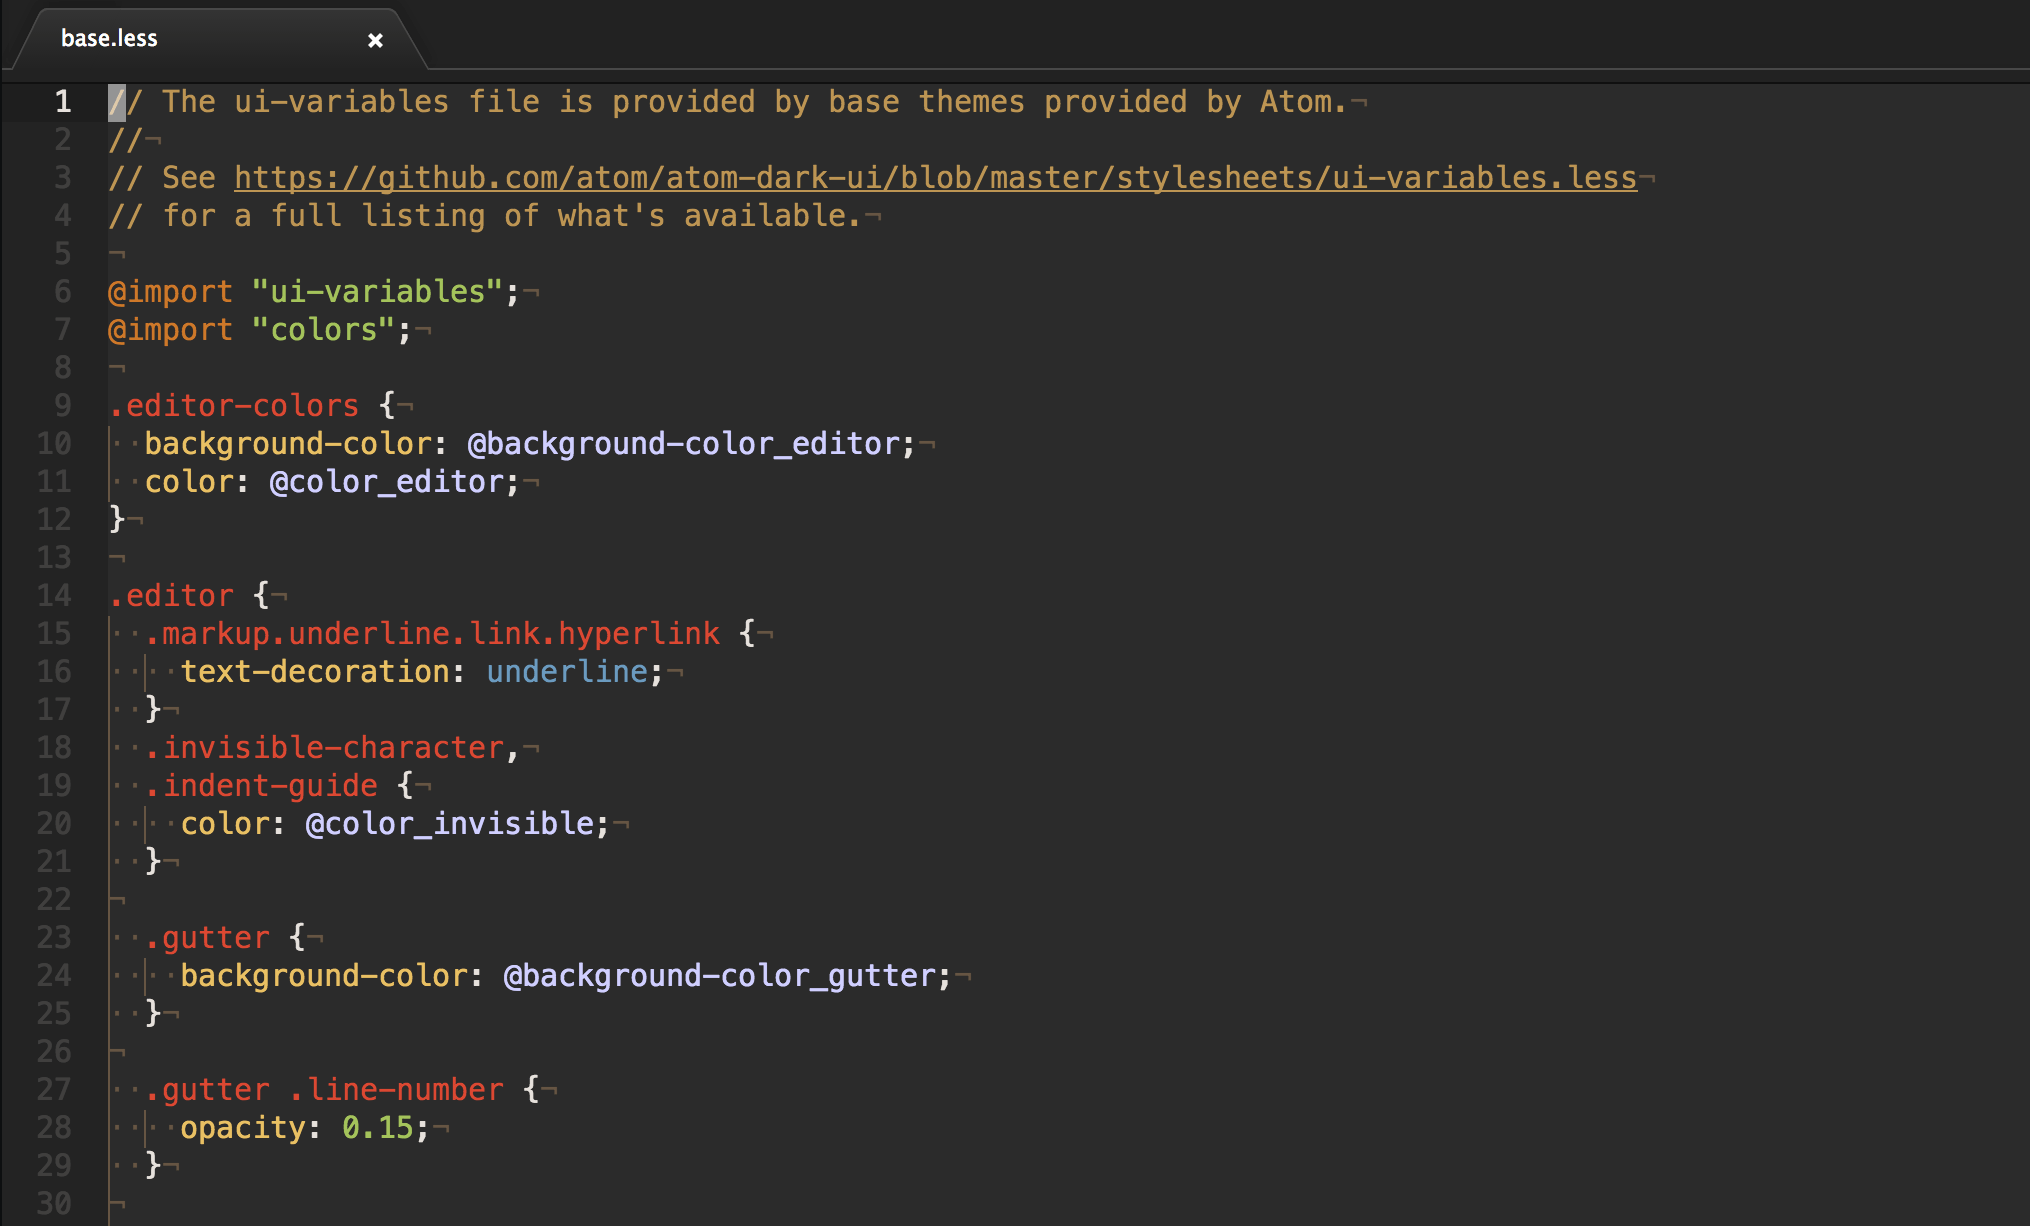 base.less
1 // The ui-variables file is provided by base themes provided by Atom.¬
2 //¬
3 // See https://github.com/atom/atom-dark-ui/blob/master/stylesheets/ui-variables.less¬
4 // for a full listing of what's available.¬
5 ¬
6 @import "ui-variables";¬
7 @import "colors";¬
8 ¬
9 .editor-colors {¬
10 ··background-color: @background-color_editor;¬
11 ··color: @color_editor;¬
12 }¬
13 ¬
14 .editor {¬
15 ··.markup.underline.link.hyperlink {¬
16 ····text-decoration: underline;¬
17 ··}¬
18 ··.invisible-character,¬
19 ··.indent-guide {¬
20 ····color: @color_invisible;¬
21 ··}¬
22 ¬
23 ··.gutter {¬
24 ····background-color: @background-color_gutter;¬
25 ··}¬
26 ¬
27 ··.gutter .line-number {¬
28 ····opacity: 0.15;¬
29 ··}¬
30 ¬